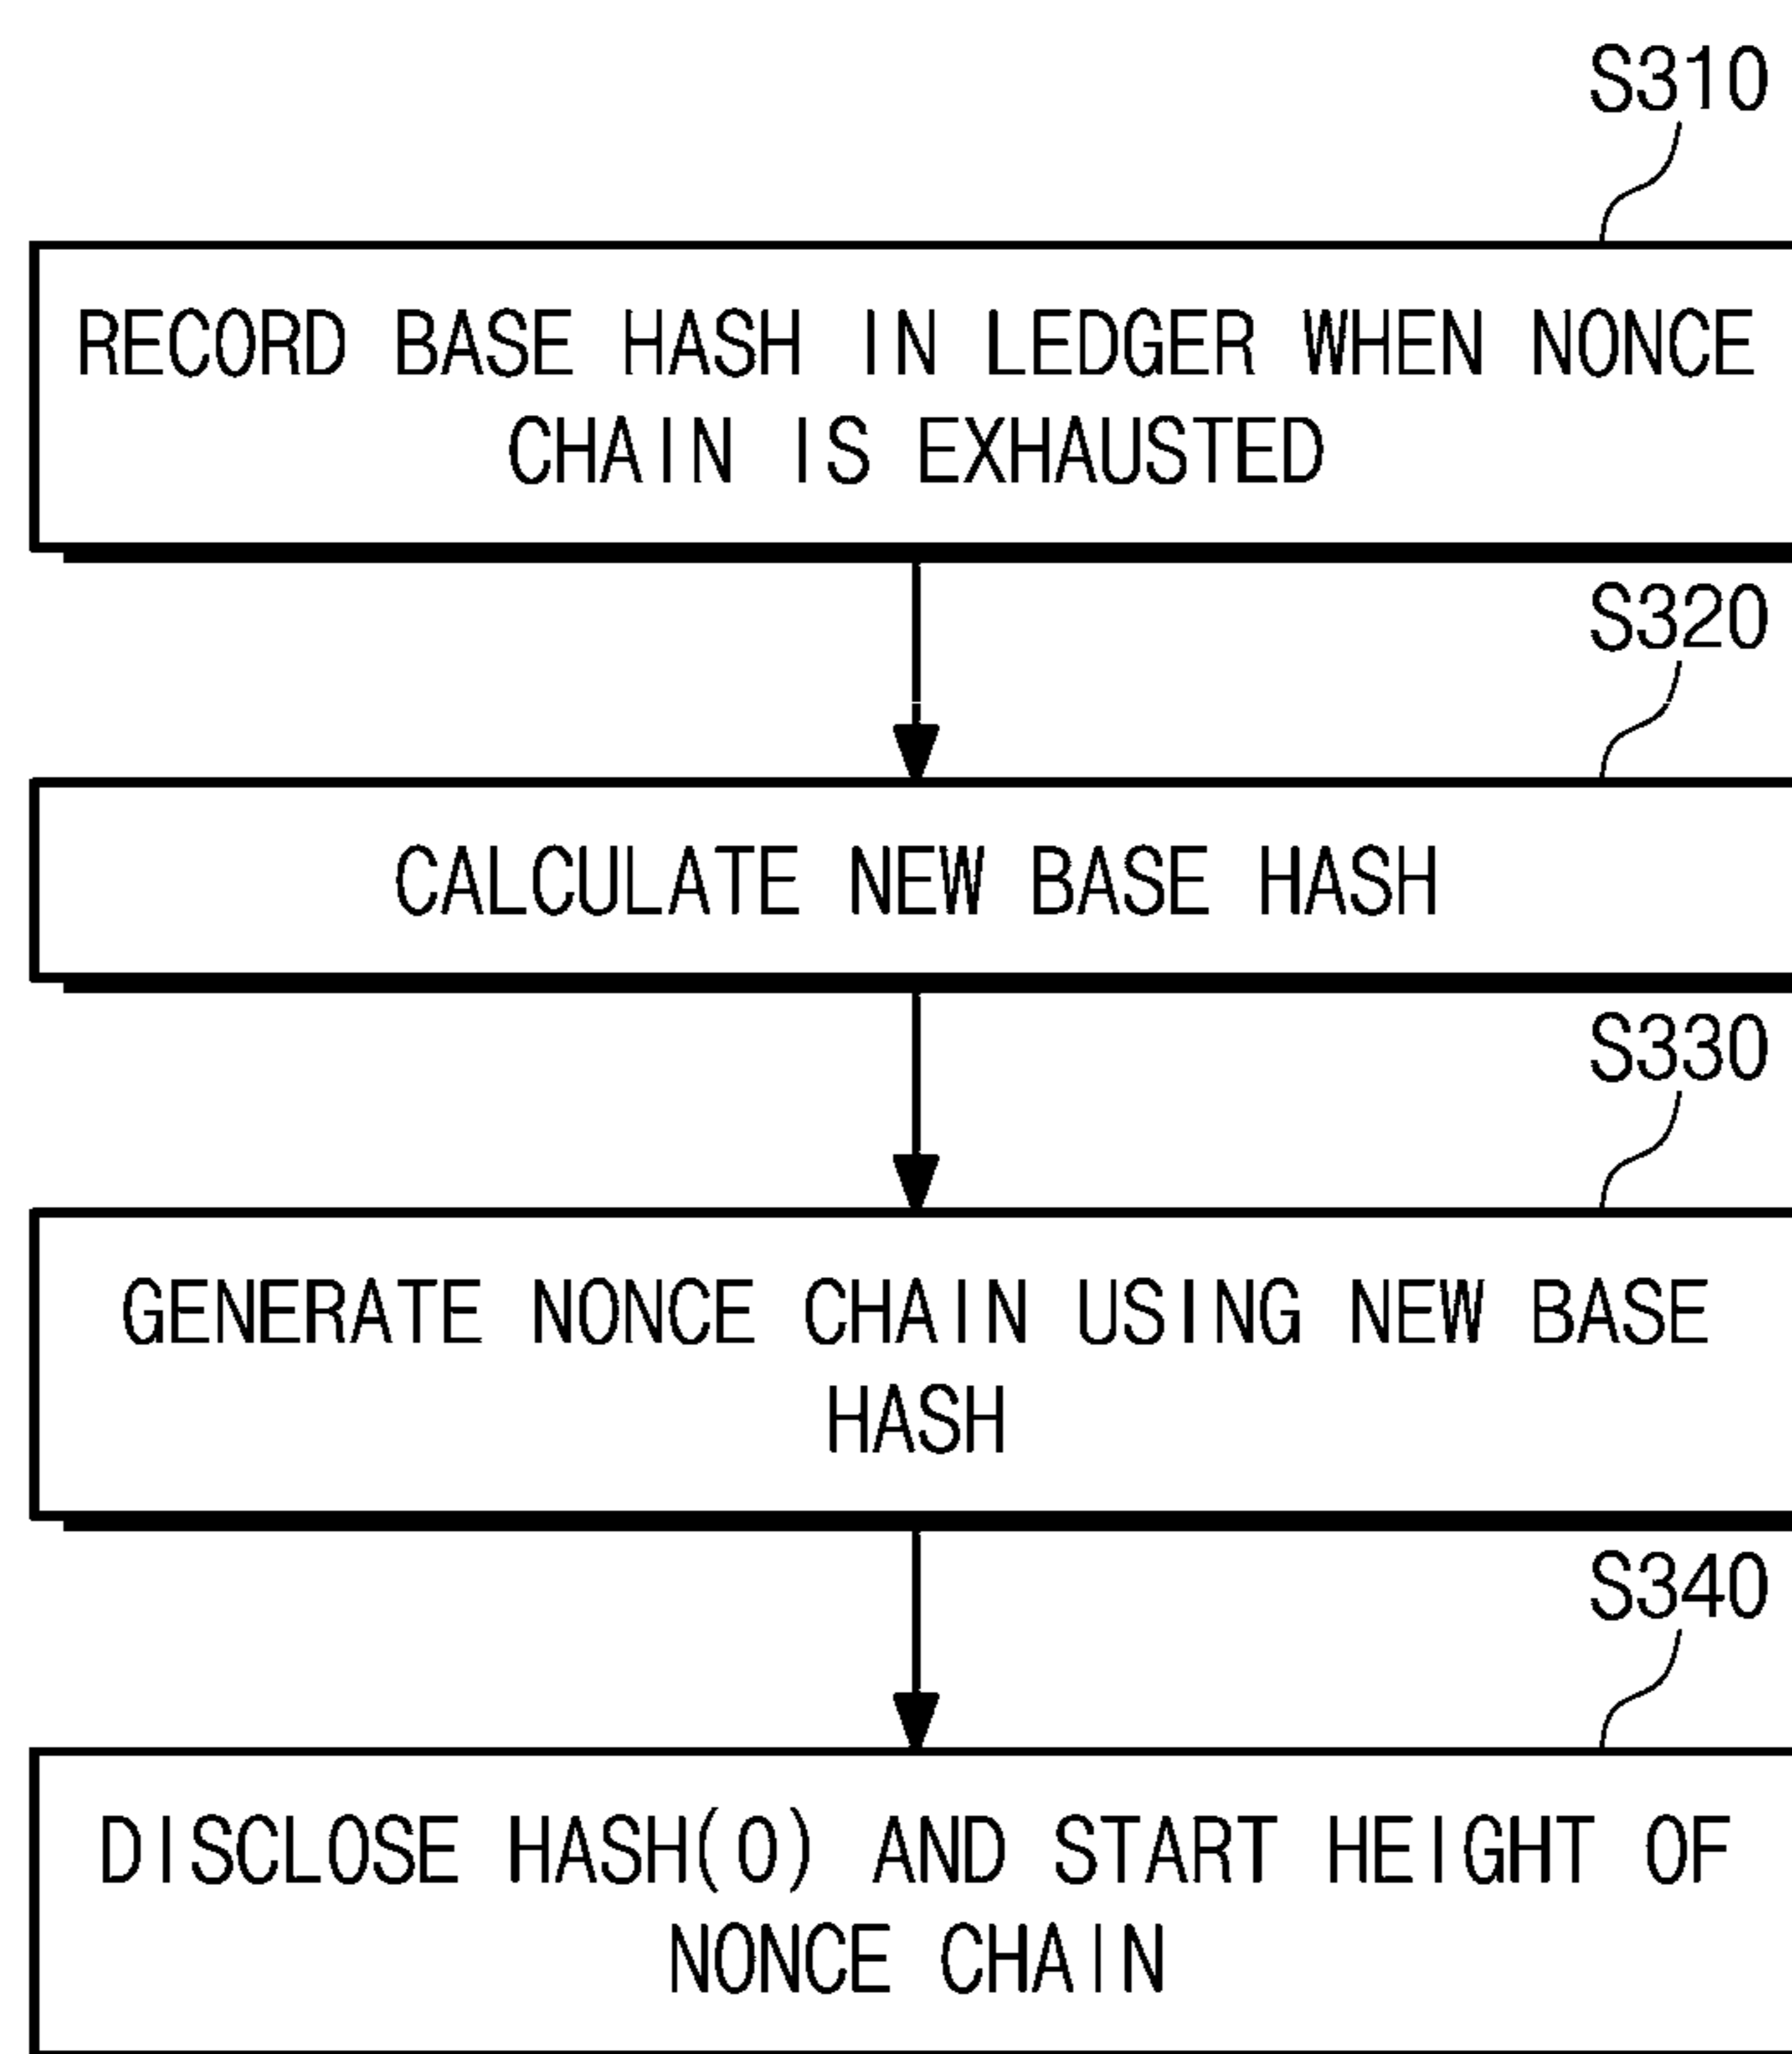 S310
RECORD BASE HASH IN LEDGER WHEN NONCE
CHAIN IS EXHAUSTED
S320
CALCULATE NEW BASE HASH
S330
GENERATE NONCE CHAIN USING NEW BASE
HASH
S340
DISCLOSE HASH(0) AND START HEIGHT OF
NONCE CHAIN